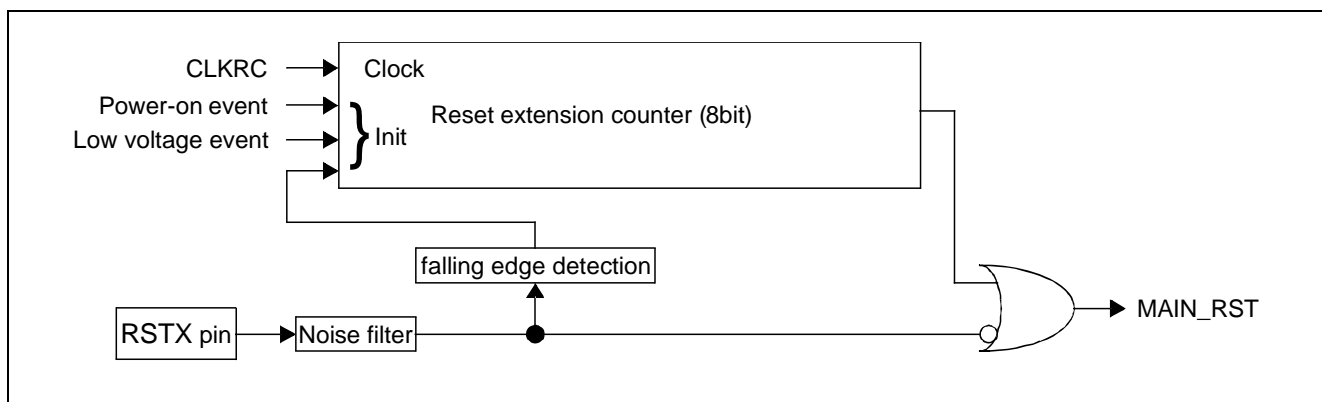 CLKRC
Clock
Power-on event
Reset extension counter (8bit)
Low voltage event
} Init
falling edge detection
RSTX pin
Noise filter
MAIN_RST